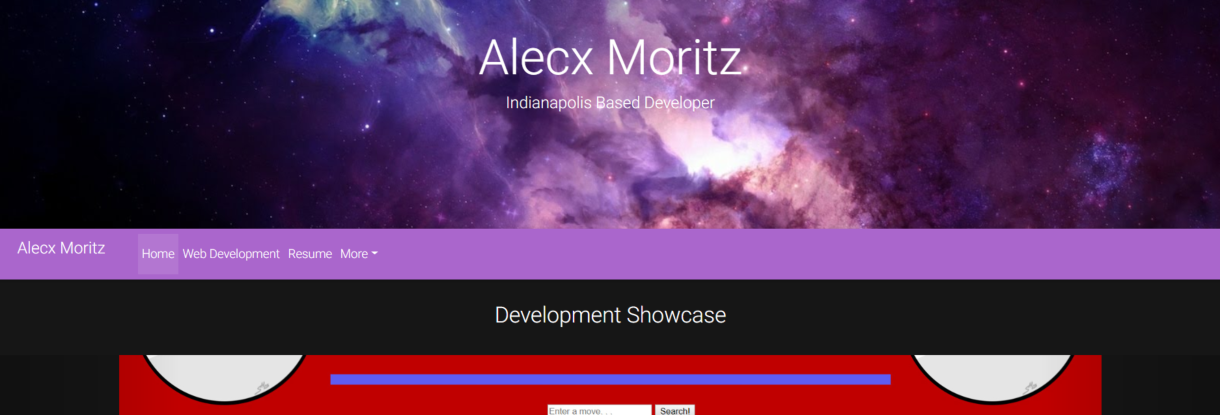 Alecx Moritz
Indianapolis Based Developer
Alecx Moritz Home Web Development Resume More
Development Showcase
Enter a move. . . Search!